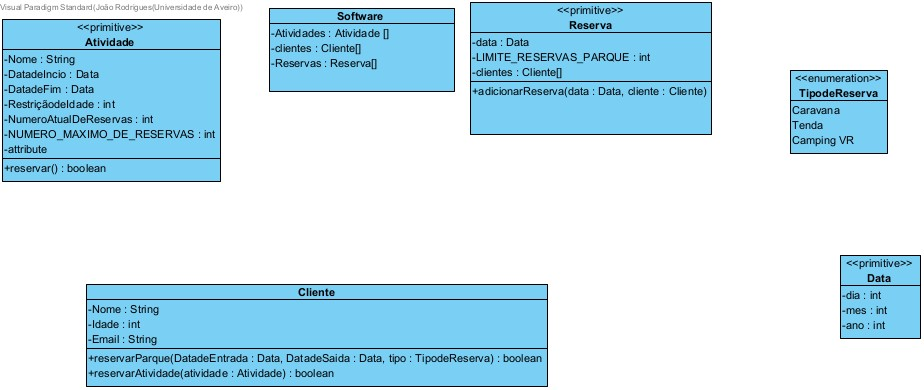 Visual Paradigm Standard(João Rodrigues(Universidade de Aveiro))
<<primitive>>
Atividade
-Nome : String
-DatadeIncio : Data
-DatadeFim : Data
-RestriçãodeIdade : int
-NumeroAtualDeReservas : int
-NUMERO_MAXIMO_DE_RESERVAS : int
-attribute
+reservar() : boolean
Software
-Atividades : Atividade []
-clientes : Cliente[]
-Reservas : Reserva[]
<<primitive>>
Reserva
-data : Data
-LIMITE_RESERVAS_PARQUE : int
-clientes : Cliente[]
+adicionarReserva(data : Data, cliente : Cliente)
<<enumeration>>
TipodeReserva
Caravana
Tenda
Camping VR
Cliente
-Nome : String
-Idade : int
-Email : String
+reservarParque(DatadeEntrada : Data, DatadeSaida : Data, tipo : TipodeReserva) : boolean
+reservarAtividade(atividade : Atividade) : boolean
<<primitive>>
Data
-dia : int
-mes : int
-ano : int